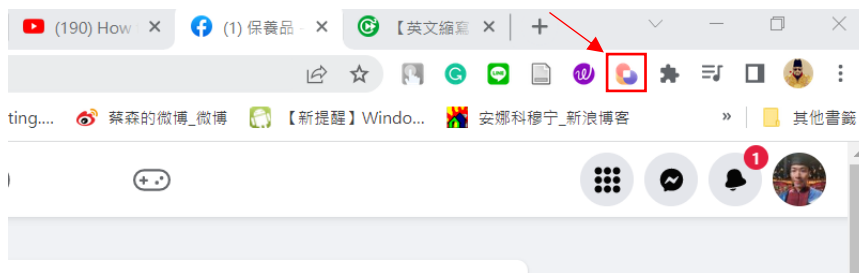 (190) How
(1) 保養品 -
【英文縮寫
LINE
ting....
蔡森的微博_微博
【新提醒】Windo...
安娜科穆宁_新浪博客
»
其他書籤
1